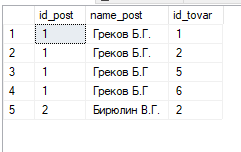 id_post name_post id_tovar
1 1 Греков Б.Г. 1
2 1 Греков Б.Г. 2
3 1 Греков Б.Г 5
4 1 Греков Б.Г 6
5 2 Бирюлин В.Г. 2